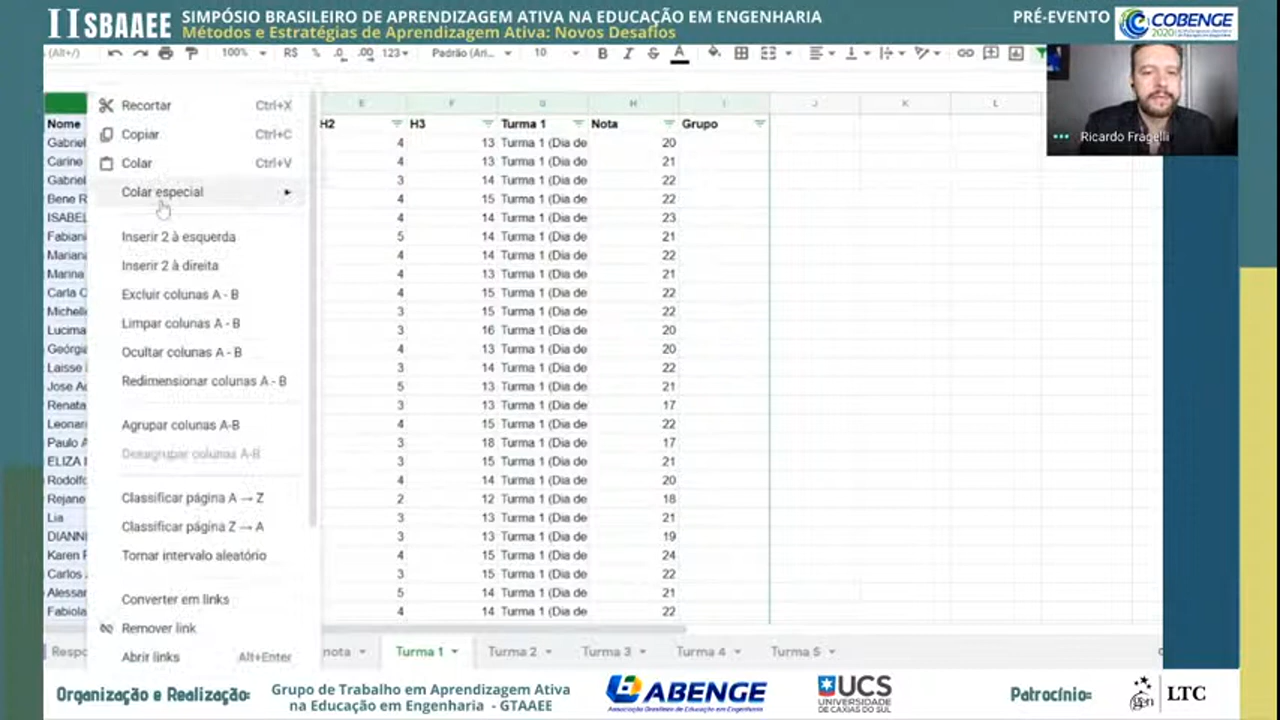 IISBAAEE
SIMPÓSIO BRASILEIRO DE APRENDIZAGEM ATIVA NA EDUCAÇÃO EM ENGENHARIA
Métodos e Estratégias de Aprendizagem Ativa: Novos Desafios
PRÉ-EVENTO
COBENGE
2020
(Alt+/)
100%
R$ % .0 .00 123
Padrão (Ari...
10
B I S A
Ricardo Fragelli
E F G H I J K L
Nome H2 H3 Turma 1 Nota Grupo
Gabriel 4 13 Turma 1 (Dia de 20
Carine 4 13 Turma 1 (Dia de 21
Gabriel 3 14 Turma 1 (Dia de 22
Bene R 4 15 Turma 1 (Dia de 22
ISABEL 4 14 Turma 1 (Dia de 23
Fabian 5 14 Turma 1 (Dia de 21
Marian 4 14 Turma 1 (Dia de 22
Marina 4 13 Turma 1 (Dia de 21
Carla C 4 15 Turma 1 (Dia de 22
Michell 3 15 Turma 1 (Dia de 22
Lucima 3 16 Turma 1 (Dia de 20
Geórgi 4 13 Turma 1 (Dia de 20
Laisse 3 14 Turma 1 (Dia de 22
Jose Ad 5 13 Turma 1 (Dia de 21
Renata 3 13 Turma 1 (Dia de 17
Leonar 4 15 Turma 1 (Dia de 22
Paulo A 3 18 Turma 1 (Dia de 17
ELIZA 3 15 Turma 1 (Dia de 21
Rodolfo 4 14 Turma 1 (Dia de 20
Rejane 2 12 Turma 1 (Dia de 18
Lia 3 13 Turma 1 (Dia de 21
DIANN 3 13 Turma 1 (Dia de 19
Karen F 4 15 Turma 1 (Dia de 24
Carlos 3 15 Turma 1 (Dia de 22
Alessar 5 14 Turma 1 (Dia de 21
Fabiola 4 14 Turma 1 (Dia de 22
Recortar Ctrl+X
Copiar Ctrl+C
Colar Ctrl+V
Colar especial
Inserir 2 à esquerda
Inserir 2 à direita
Excluir colunas A - B
Limpar colunas A - B
Ocultar colunas A - B
Redimensionar colunas A - B
Agrupar colunas A-B
Desagrupar colunas A-B
Classificar página A → Z
Classificar página Z → A
Tornar intervalo aleatório
Converter em links
Remover link
Abrir links Alt+Enter
Respo nota Turma 1 Turma 2 Turma 3 Turma 4 Turma 5
Organização e Realização:
Grupo de Trabalho em Aprendizagem Ativa
na Educação em Engenharia - GTAAEE
ABENGE
Associação Brasileira de Educação em Engenharia
UCS
UNIVERSIDADE
DE CAXIAS DO SUL
Patrocínio:
gen
LTC